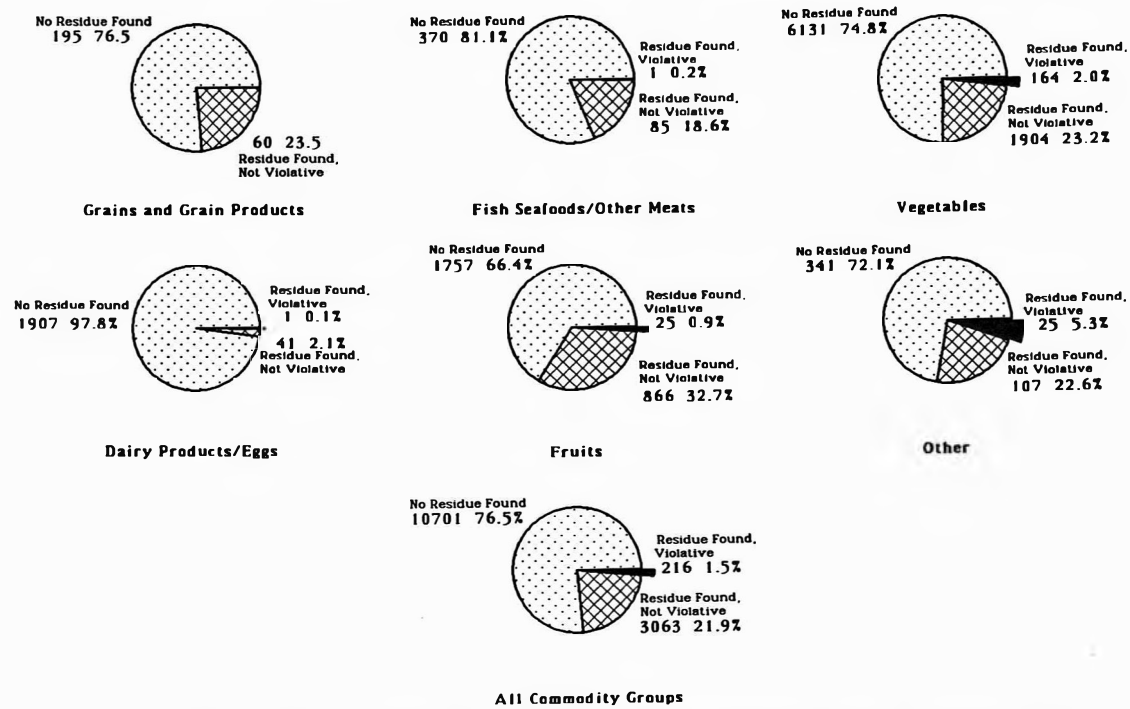 No Residue Found
195 76.5
60 23.5
Residue Found,
Not Violative
Grains and Grain Products
No Residue Found
370 81.1%
Residue Found,
Violative
1 0.2%
Residue Found,
Not Violative
85 18.6%
Fish Seafoods/Other Meats
No Residue Found
6131 74.8%
Residue Found,
Violative
164 2.0%
Residue Found,
Not Violative
1904 23.2%
Vegetables
No Residue Found
1907 97.8%
Residue Found,
Violative
1 0.1%
41 2.1%
Residue Found,
Not Violative
Dairy Products/Eggs
No Residue Found
1757 66.4%
Residue Found,
Violative
25 0.9%
Residue Found,
Not Violative
866 32.7%
Fruits
No Residue Found
341 72.1%
Residue Found,
Violative
25 5.3%
Residue Found,
Not Violative
107 22.6%
Other
No Residue Found
10701 76.5%
Residue Found,
Violative
216 1.5%
Residue Found,
Not Violative
3063 21.9%
All Commodity Groups